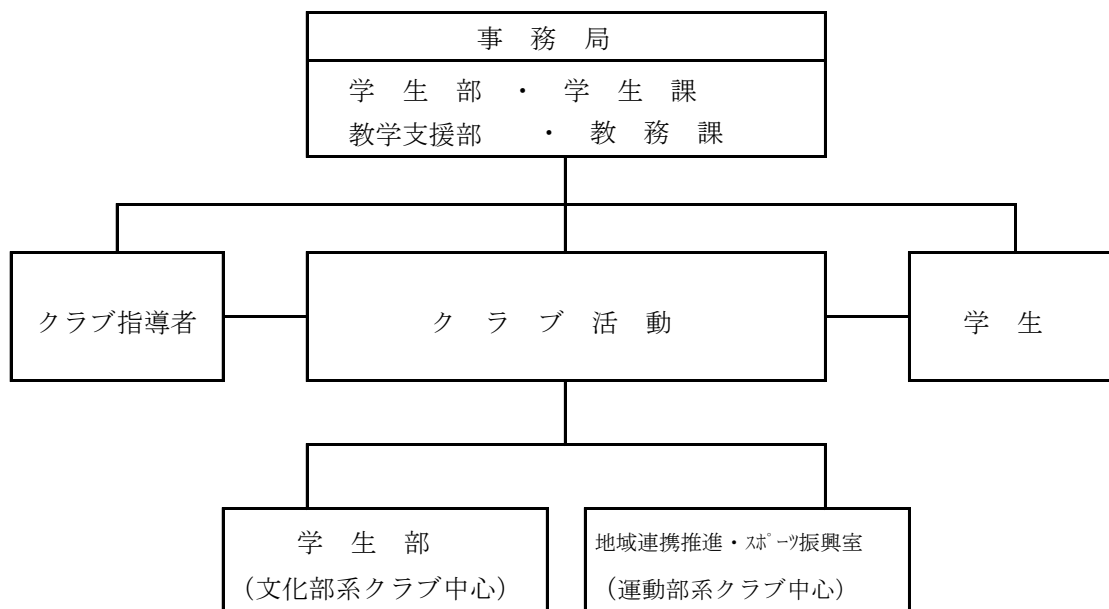 事　務　局
学　生　部　・　学　生　課
教学支援部　・　教　務　課
クラブ指導者
ク　ラ　ブ　活　動
学　生
学　生　部
（文化部系クラブ中心）
地域連携推進・ｽﾎﾟｰﾂ振興室
（運動部系クラブ中心）